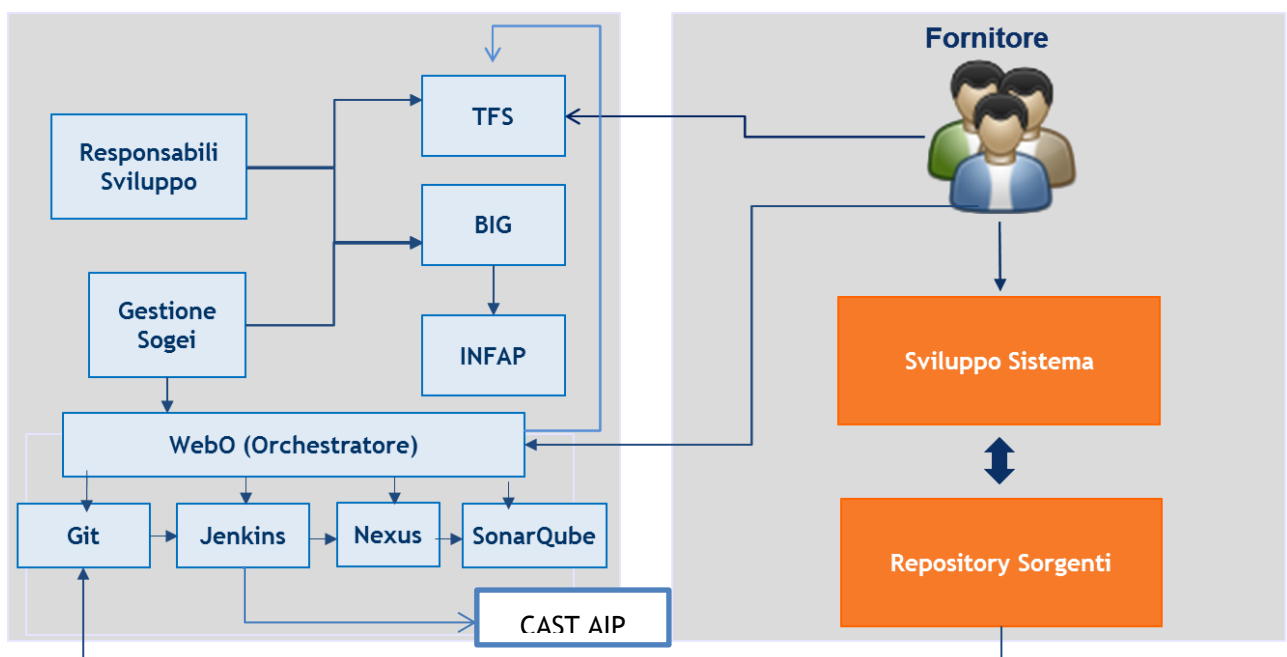 Fornitore
TFS
Responsabili
Sviluppo
BIG
Gestione
Sogei
INFAP
Sviluppo Sistema
WebO (Orchestratore)
Git
Jenkins
Nexus
SonarQube
Repository Sorgenti
CAST AIP